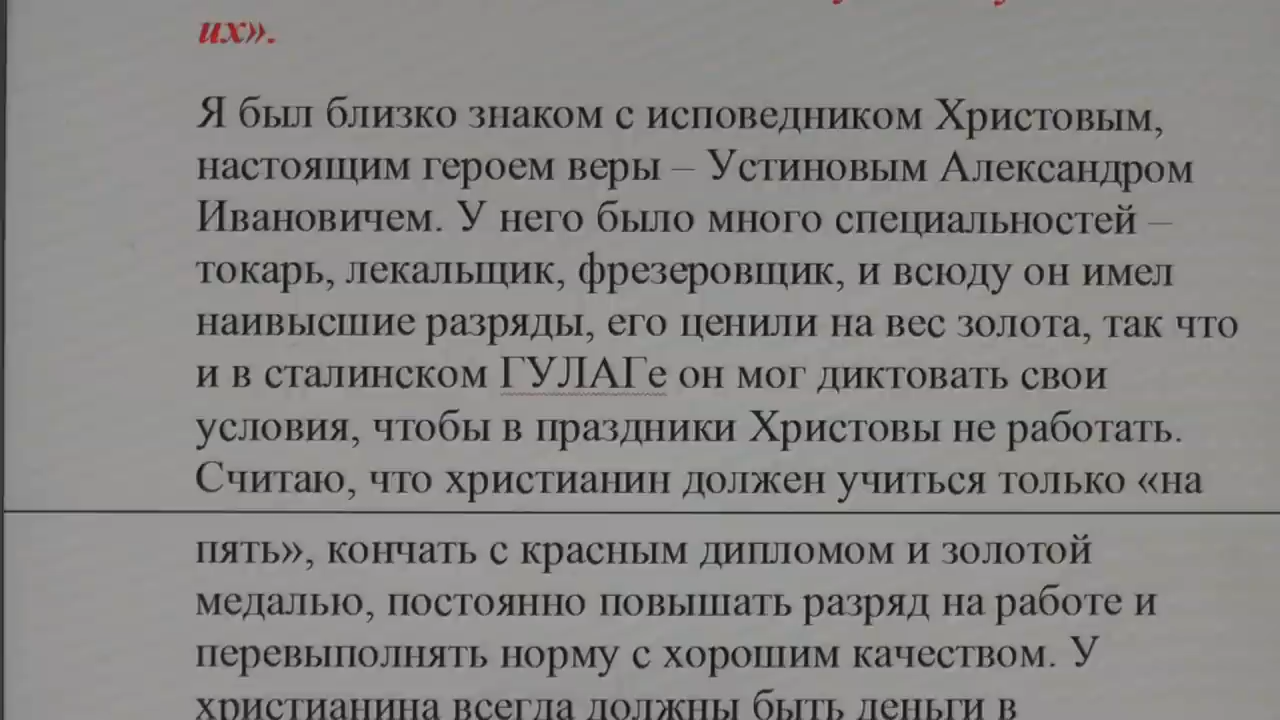 их».
Я был близко знаком с исповедником Христовым,
настоящим героем веры – Устиновым Александром
Ивановичем. У него было много специальностей –
токарь, лекальщик, фрезеровщик, и всюду он имел
наивысшие разряды, его ценили на вес золота, так что
и в сталинском ГУЛАГе он мог диктовать свои
условия, чтобы в праздники Христовы не работать.
Считаю, что христианин должен учиться только «на
пять», кончать с красным дипломом и золотой
медалью, постоянно повышать разряд на работе и
перевыполнять норму с хорошим качеством. У
христианина всегда должны быть деньги в